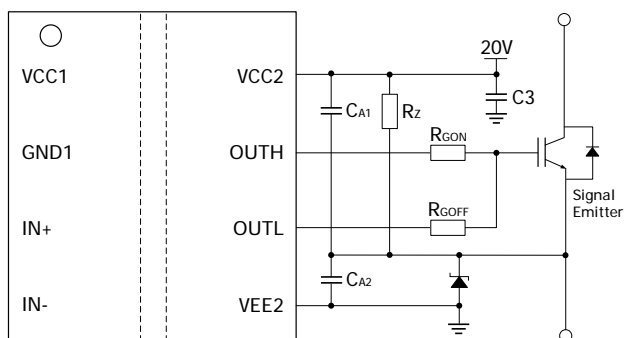 20V
VCC1
VCC2
CA1
RZ
C3
GND1
OUTH
RGON
Signal
Emitter
IN+
OUTL
RGOFF
CA2
IN-
VEE2